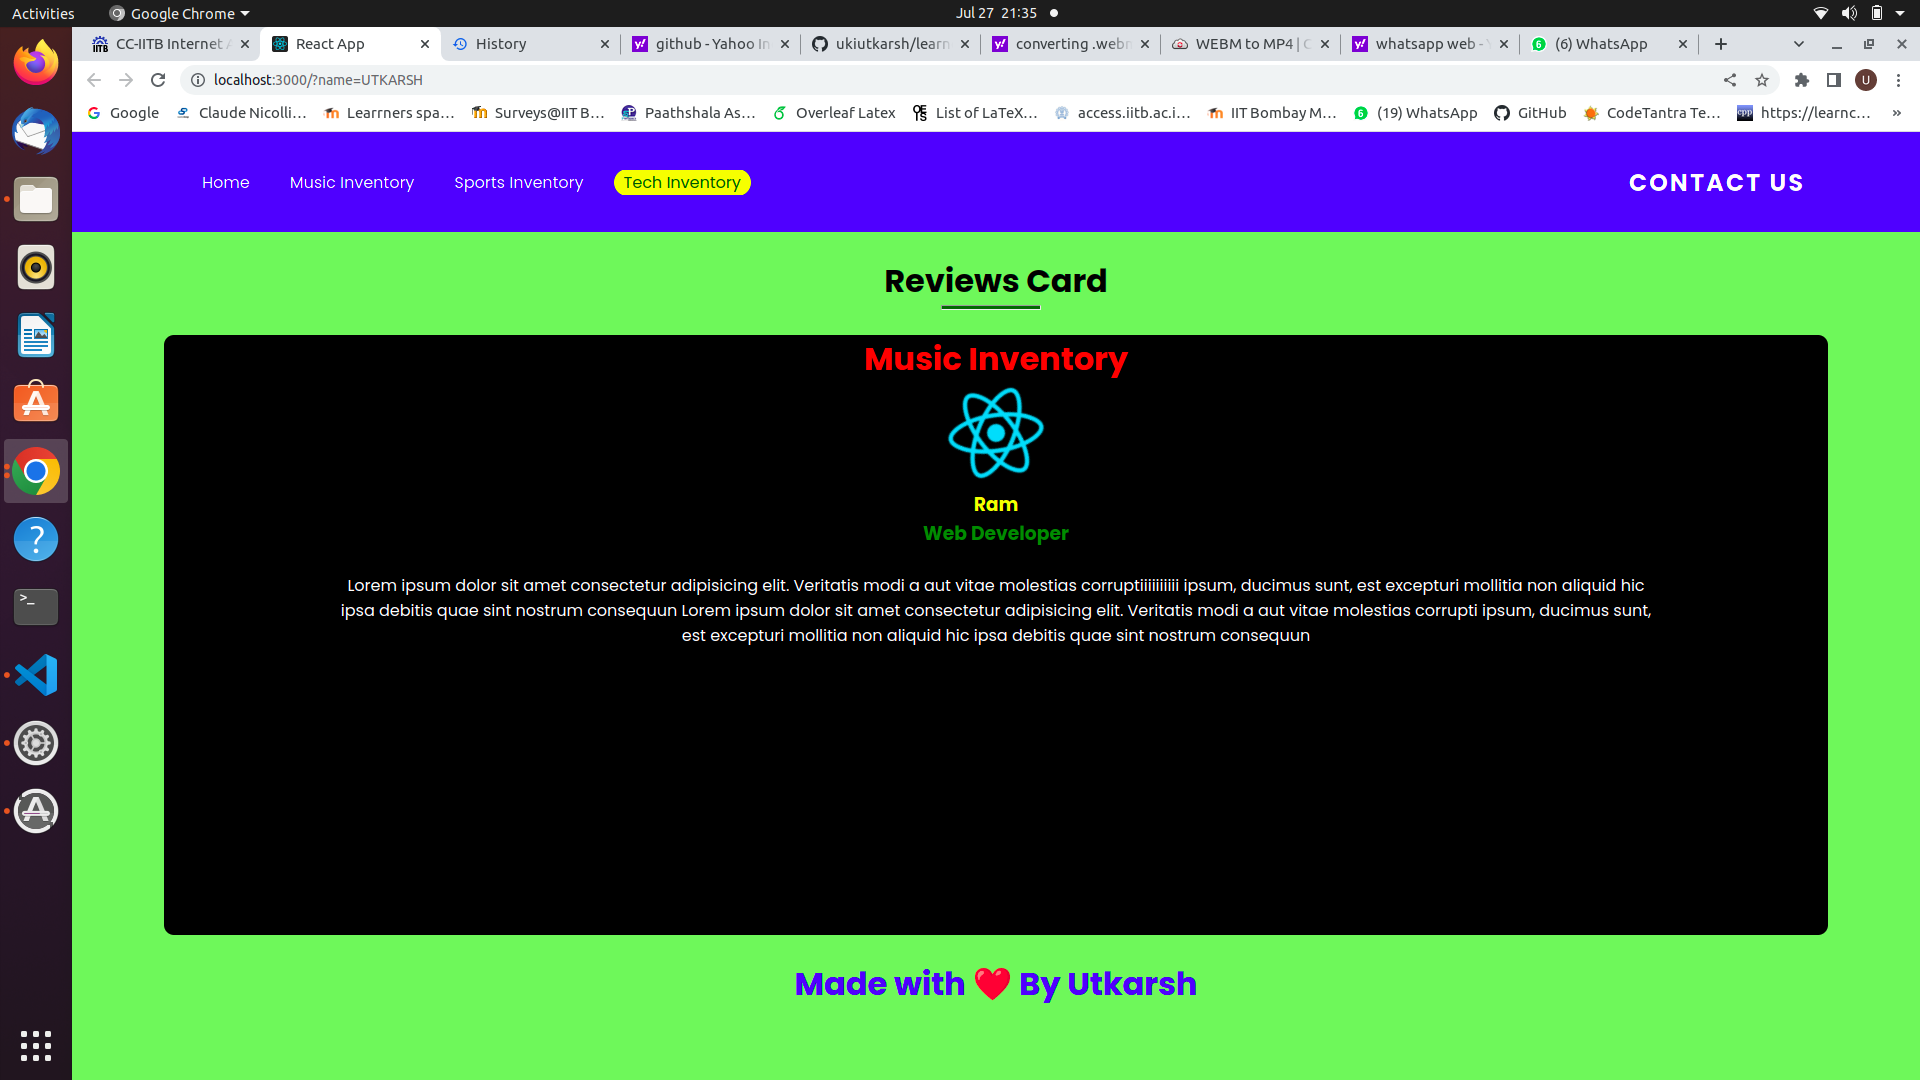 Activities
Google Chrome
Jul 27 21:35
CC-IITB Internet A
React App
History
github - Yahoo In
ukiutkarsh/learn
converting .webm
WEBM to MP4 | C
whatsapp web - Y
(6) WhatsApp
localhost:3000/?name=UTKARSH
U
Google
Claude Nicolli...
Learrners spa...
Surveys@IIT B...
Paathshala As...
Overleaf Latex
List of LaTeX...
access.iitb.ac.i...
IIT Bombay M...
(19) WhatsApp
GitHub
CodeTantra Te...
https://learnc...
»
Home
Music Inventory
Sports Inventory
Tech Inventory
CONTACT US
Reviews Card
Music Inventory
Ram
Web Developer
Lorem ipsum dolor sit amet consectetur adipisicing elit. Veritatis modi a aut vitae molestias corruptiiiiiiiiii ipsum, ducimus sunt, est excepturi mollitia non aliquid hic
ipsa debitis quae sint nostrum consequun Lorem ipsum dolor sit amet consectetur adipisicing elit. Veritatis modi a aut vitae molestias corrupti ipsum, ducimus sunt,
est excepturi mollitia non aliquid hic ipsa debitis quae sint nostrum consequun
Made with ❤️ By Utkarsh